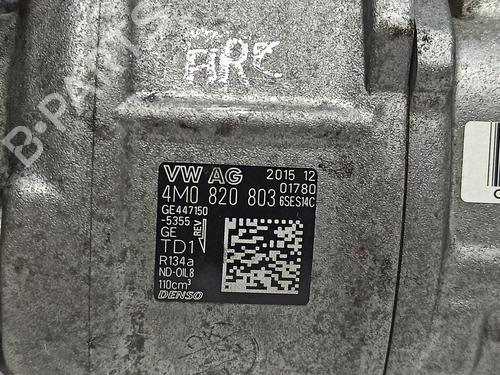 AIRC
VW AG 2015 12
4M0 820 803 01780
6SES14C
GE447150
-5355 REV
GE
TD1
R134a
ND-OIL8
110cm³
DENSO
B-PARTS